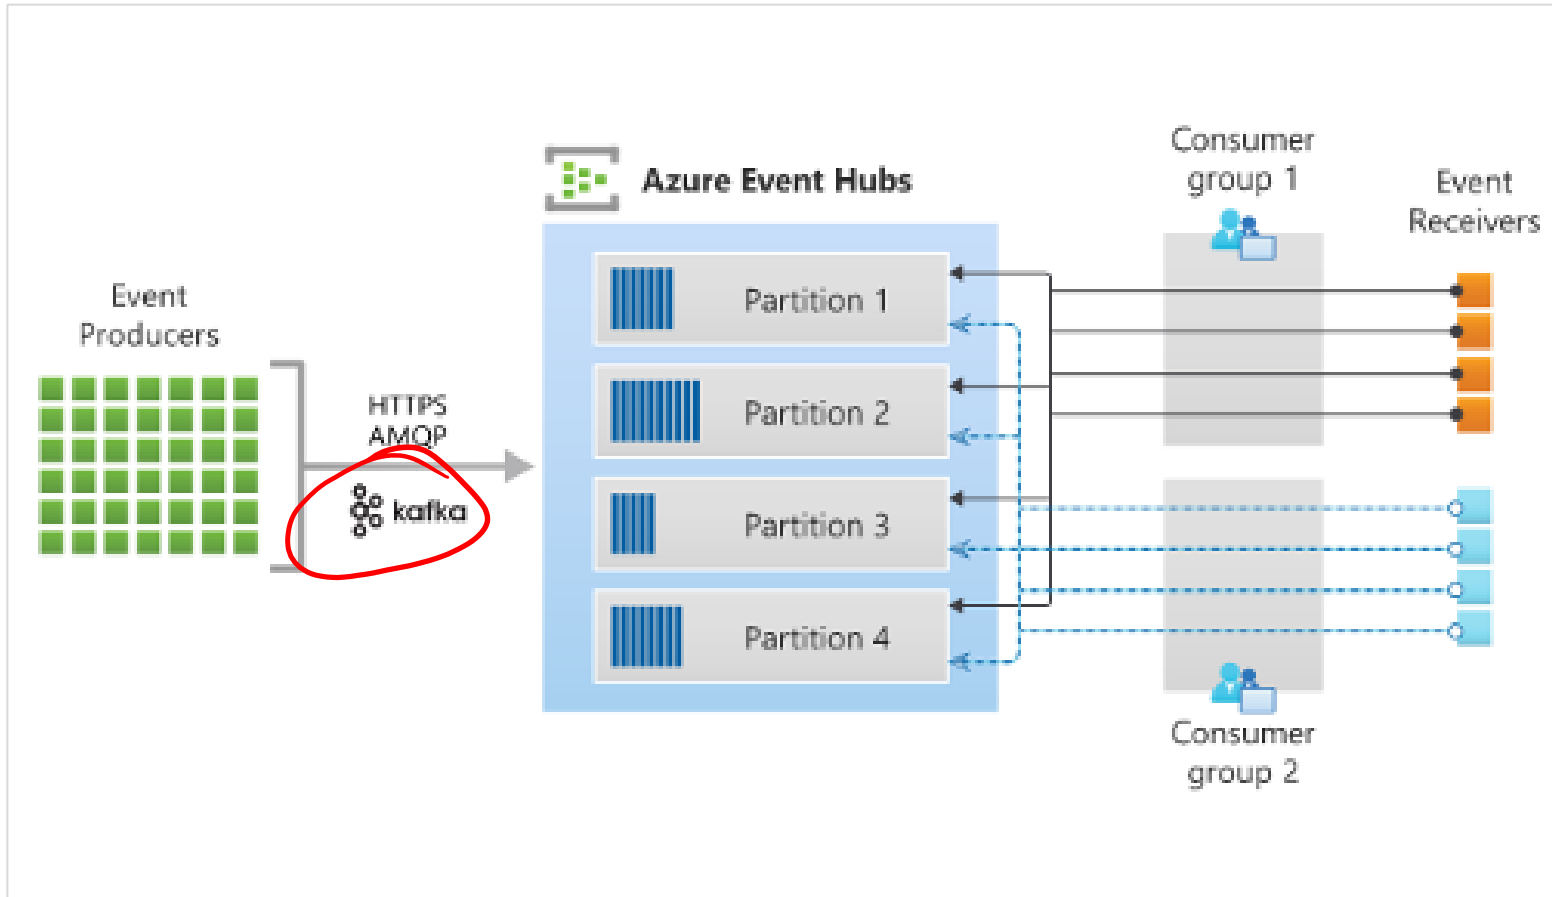 Azure Event Hubs
Event
Producers
HTTPS
AMQP
kafka
Partition 1
Partition 2
Partition 3
Partition 4
Consumer
group 1
Event
Receivers
Consumer
group 2